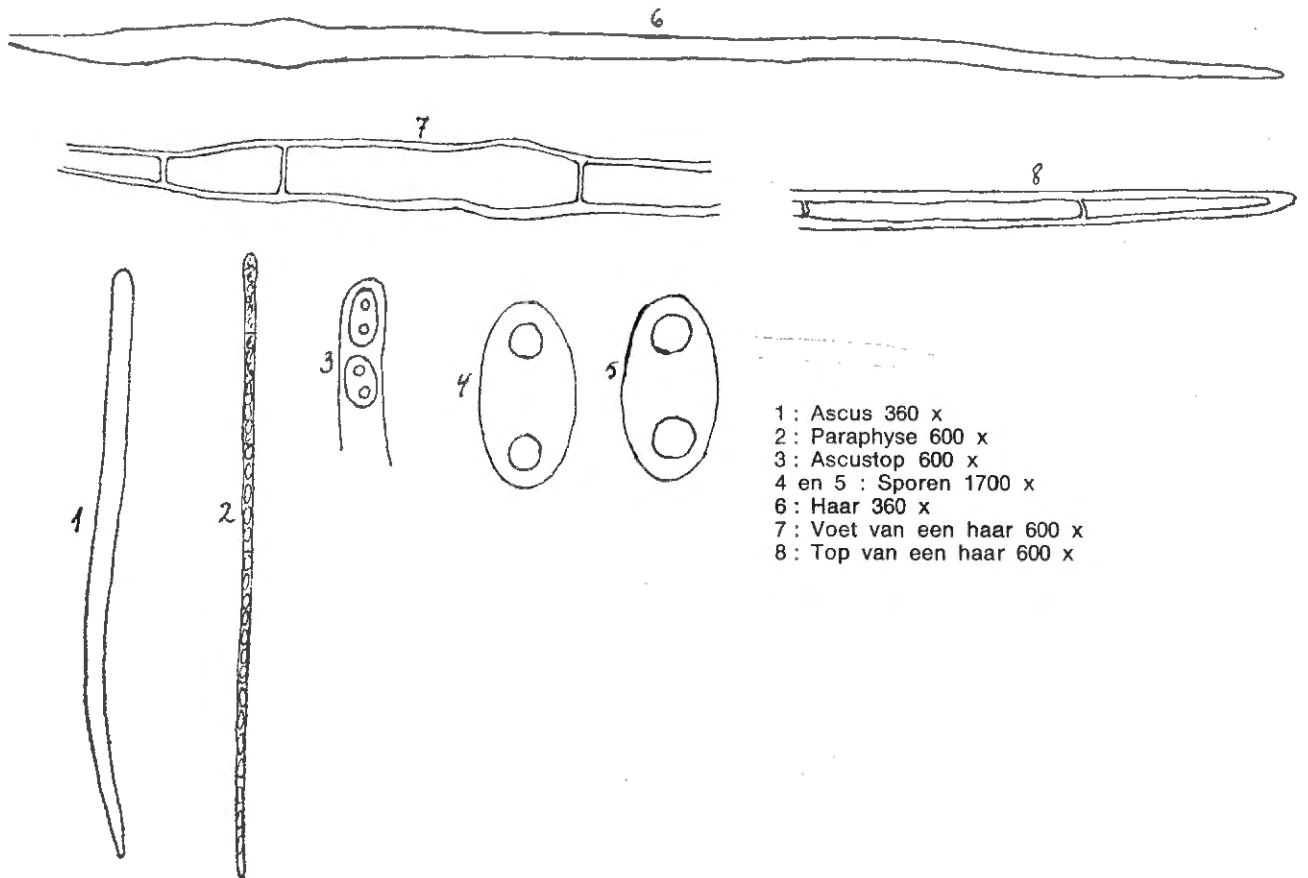 6
7
8
3
4
5
1
2
1 : Ascus 360 x
2 : Paraphyse 600 x
3 : Ascustop 600 x
4 en 5 : Sporen 1700 x
6 : Haar 360 x
7 : Voet van een haar 600 x
8 : Top van een haar 600 x